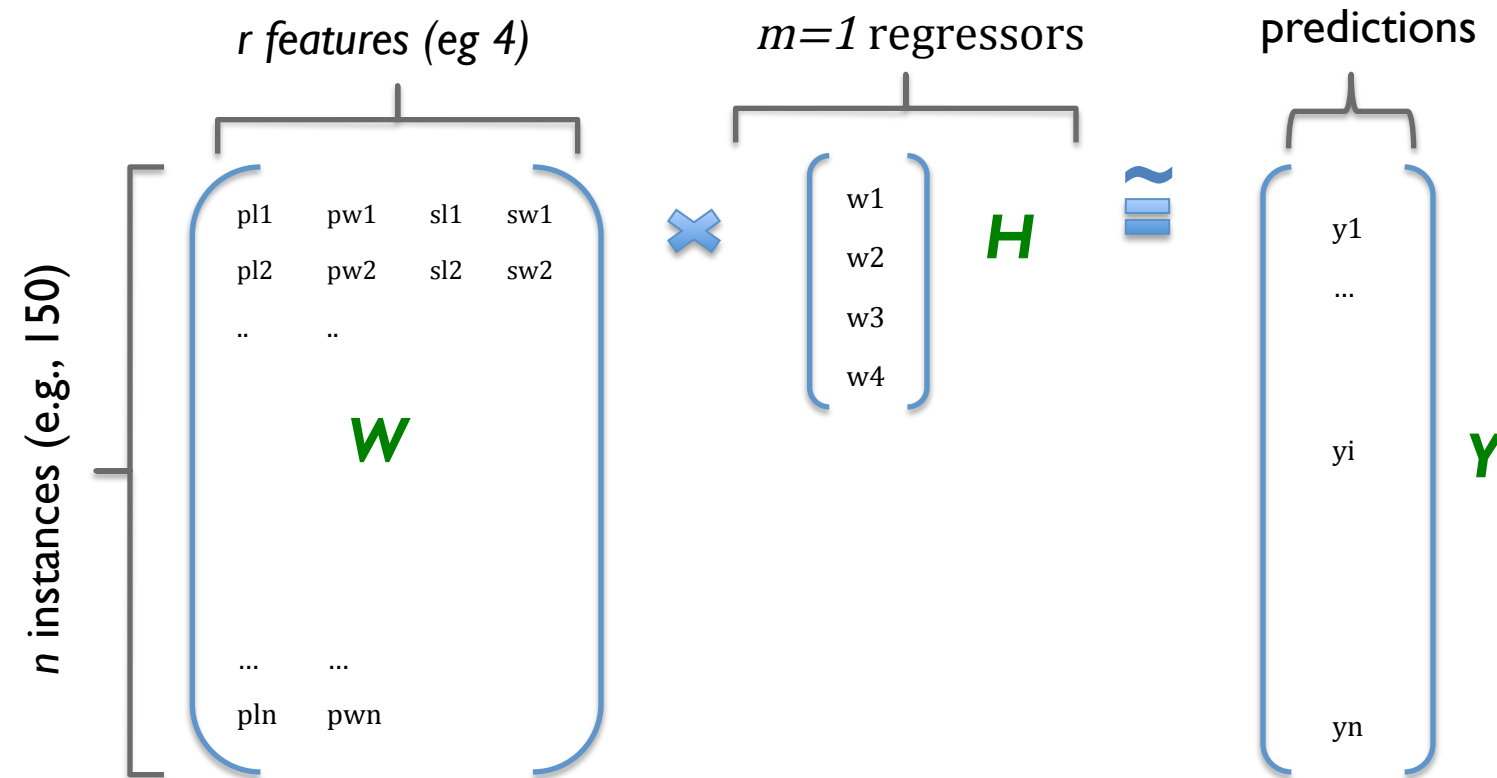 r features (eg 4)
m=1 regressors
predictions
n instances (e.g., 150)
pl1 pw1 sl1 sw1
pl2 pw2 sl2 sw2
.. ..
W
... ...
pln pwn
w1
w2
w3
w4
H
≅
y1
...
yi
yn
Y